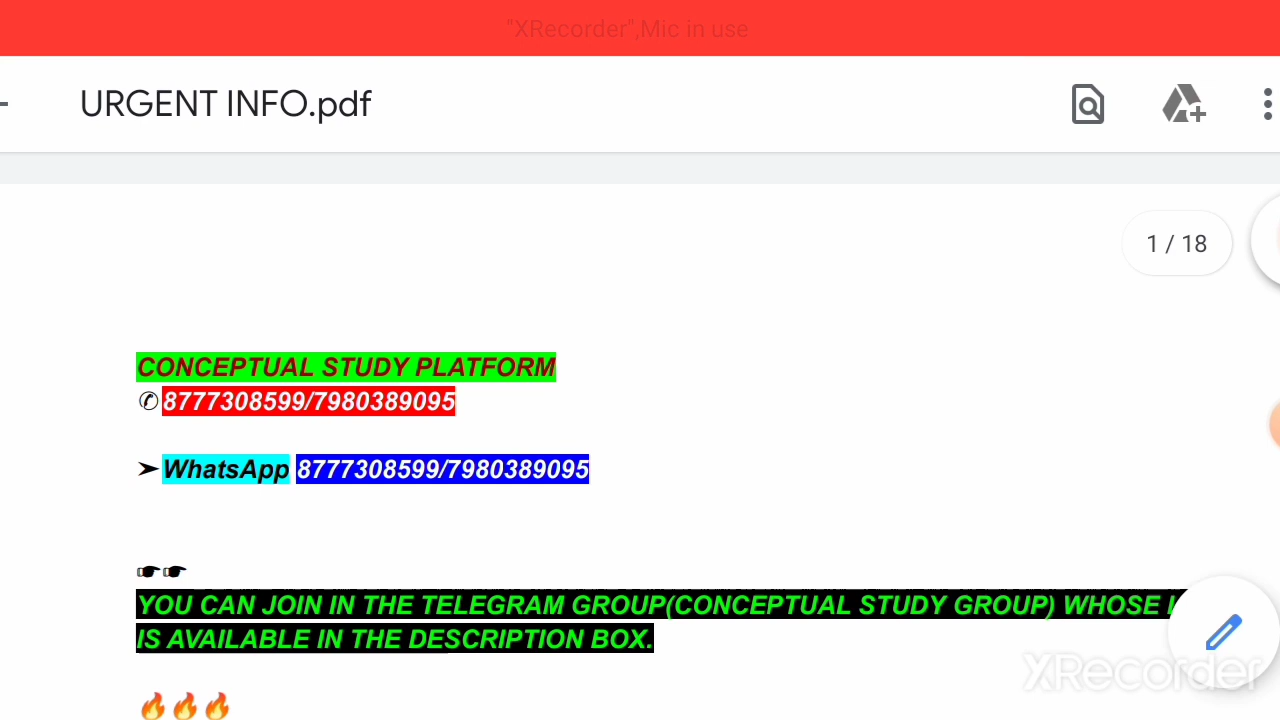 "XRecorder",Mic in use
URGENT INFO.pdf
1 / 18
CONCEPTUAL STUDY PLATFORM
✆8777308599/7980389095
➤WhatsApp 8777308599/7980389095
☛☛
YOU CAN JOIN IN THE TELEGRAM GROUP(CONCEPTUAL STUDY GROUP) WHOSE
IS AVAILABLE IN THE DESCRIPTION BOX.
🔥🔥🔥
XRecorder